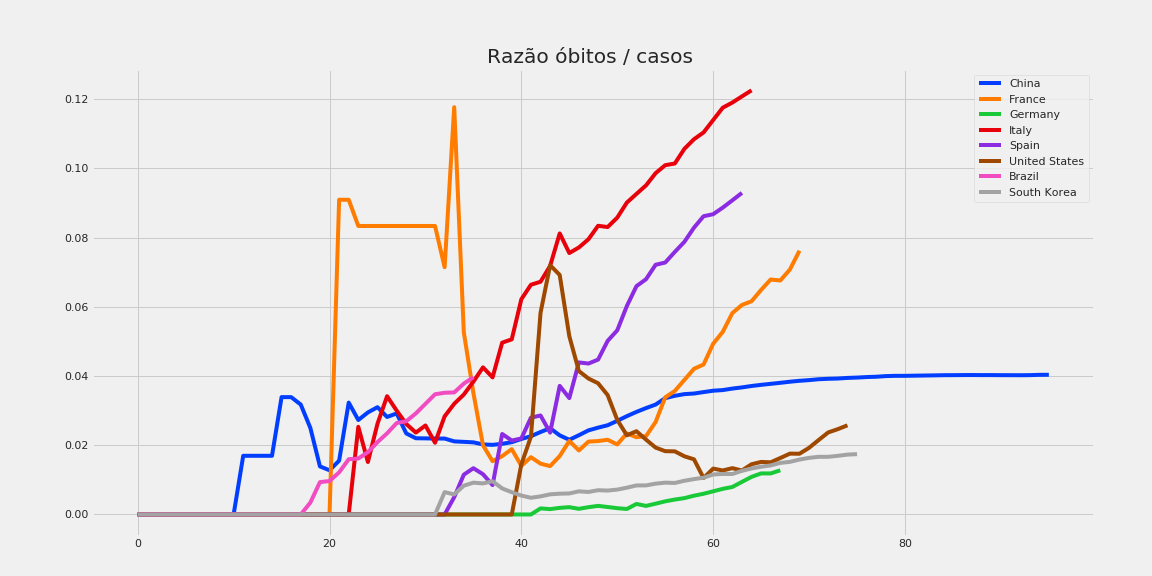 Razão óbitos / casos
0.12
0.10
0.08
0.06
0.04
0.02
0.00
0
20
40
60
80
China
France
Germany
Italy
Spain
United States
Brazil
South Korea